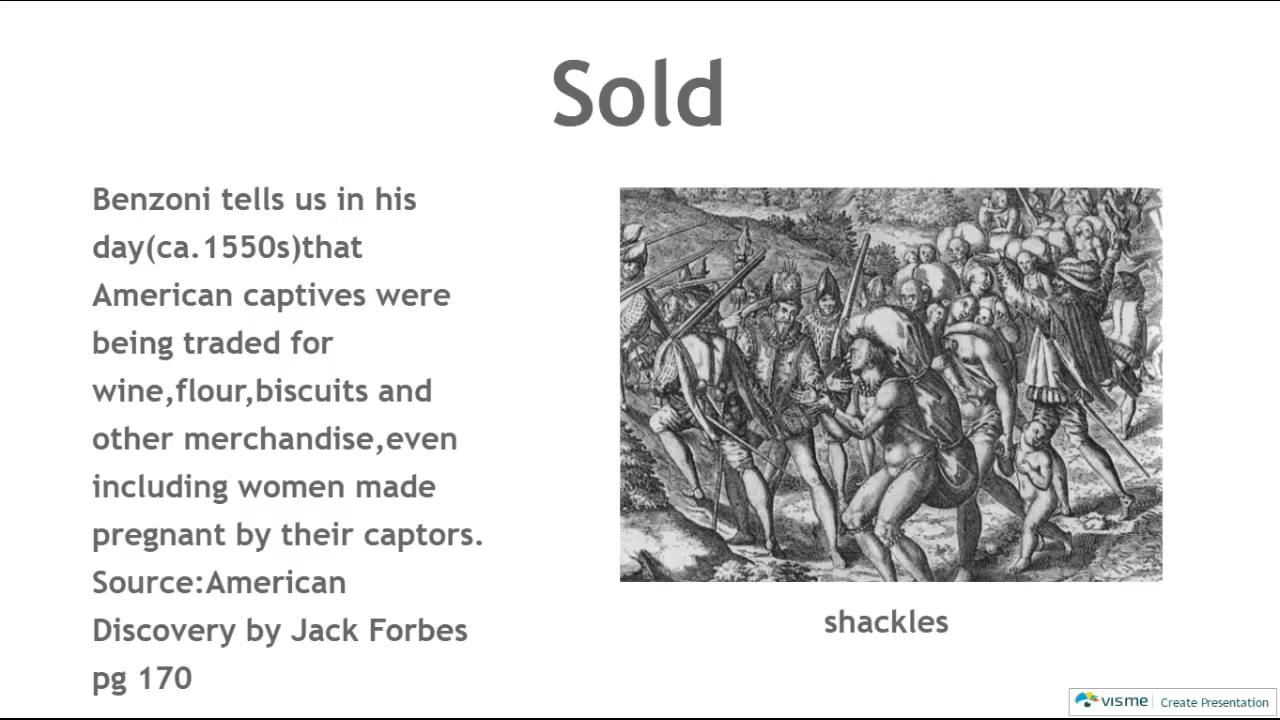 Sold
Benzoni tells us in his
day(ca.1550s)that
American captives were
being traded for
wine,flour,biscuits and
other merchandise,even
including women made
pregnant by their captors.
Source:American
Discovery by Jack Forbes
pg 170
shackles
visme Create Presentation